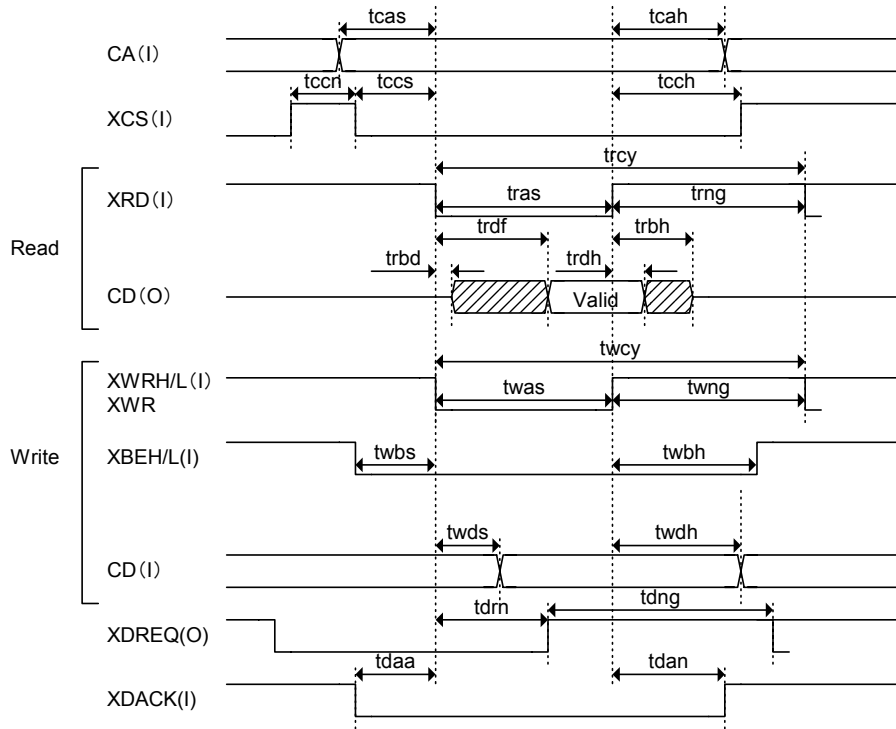 tcas tcah
CA(I)
tccn tccs tcch
XCS(I)
trcy
XRD(I) tras trng
Read
trdf trbh
trbd trdh
CD(O) Valid
twcy
XWRH/L(I)
XWR twas twng
Write XBEH/L(I)
twbs twbh
twds twdh
CD(I)
tdrn tdng
XDREQ(O)
tdaa tdan
XDACK(I)